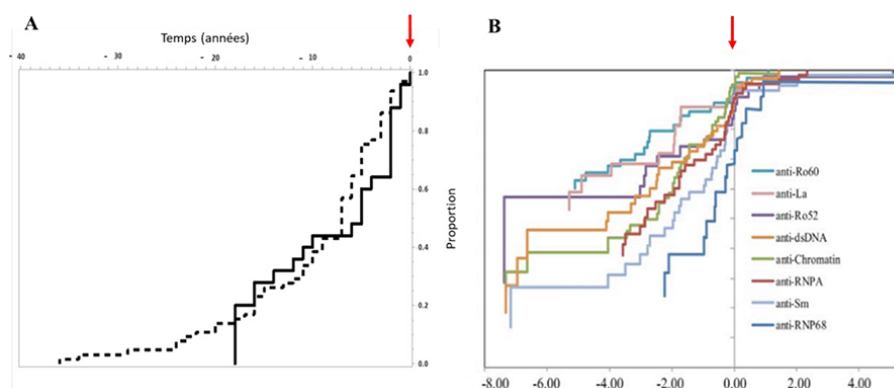 A
Temps (années)
- 40
- 30
- 20
- 10
0
1.0
0.8
0.6
0.4
0.2
0.0
Proportion
B
anti-Ro60
anti-La
anti-Ro52
anti-dsDNA
anti-Chromatin
anti-RNPA
anti-Sm
anti-RNP68
-8.00 -6.00 -4.00 -2.00 0.00 2.00 4.00